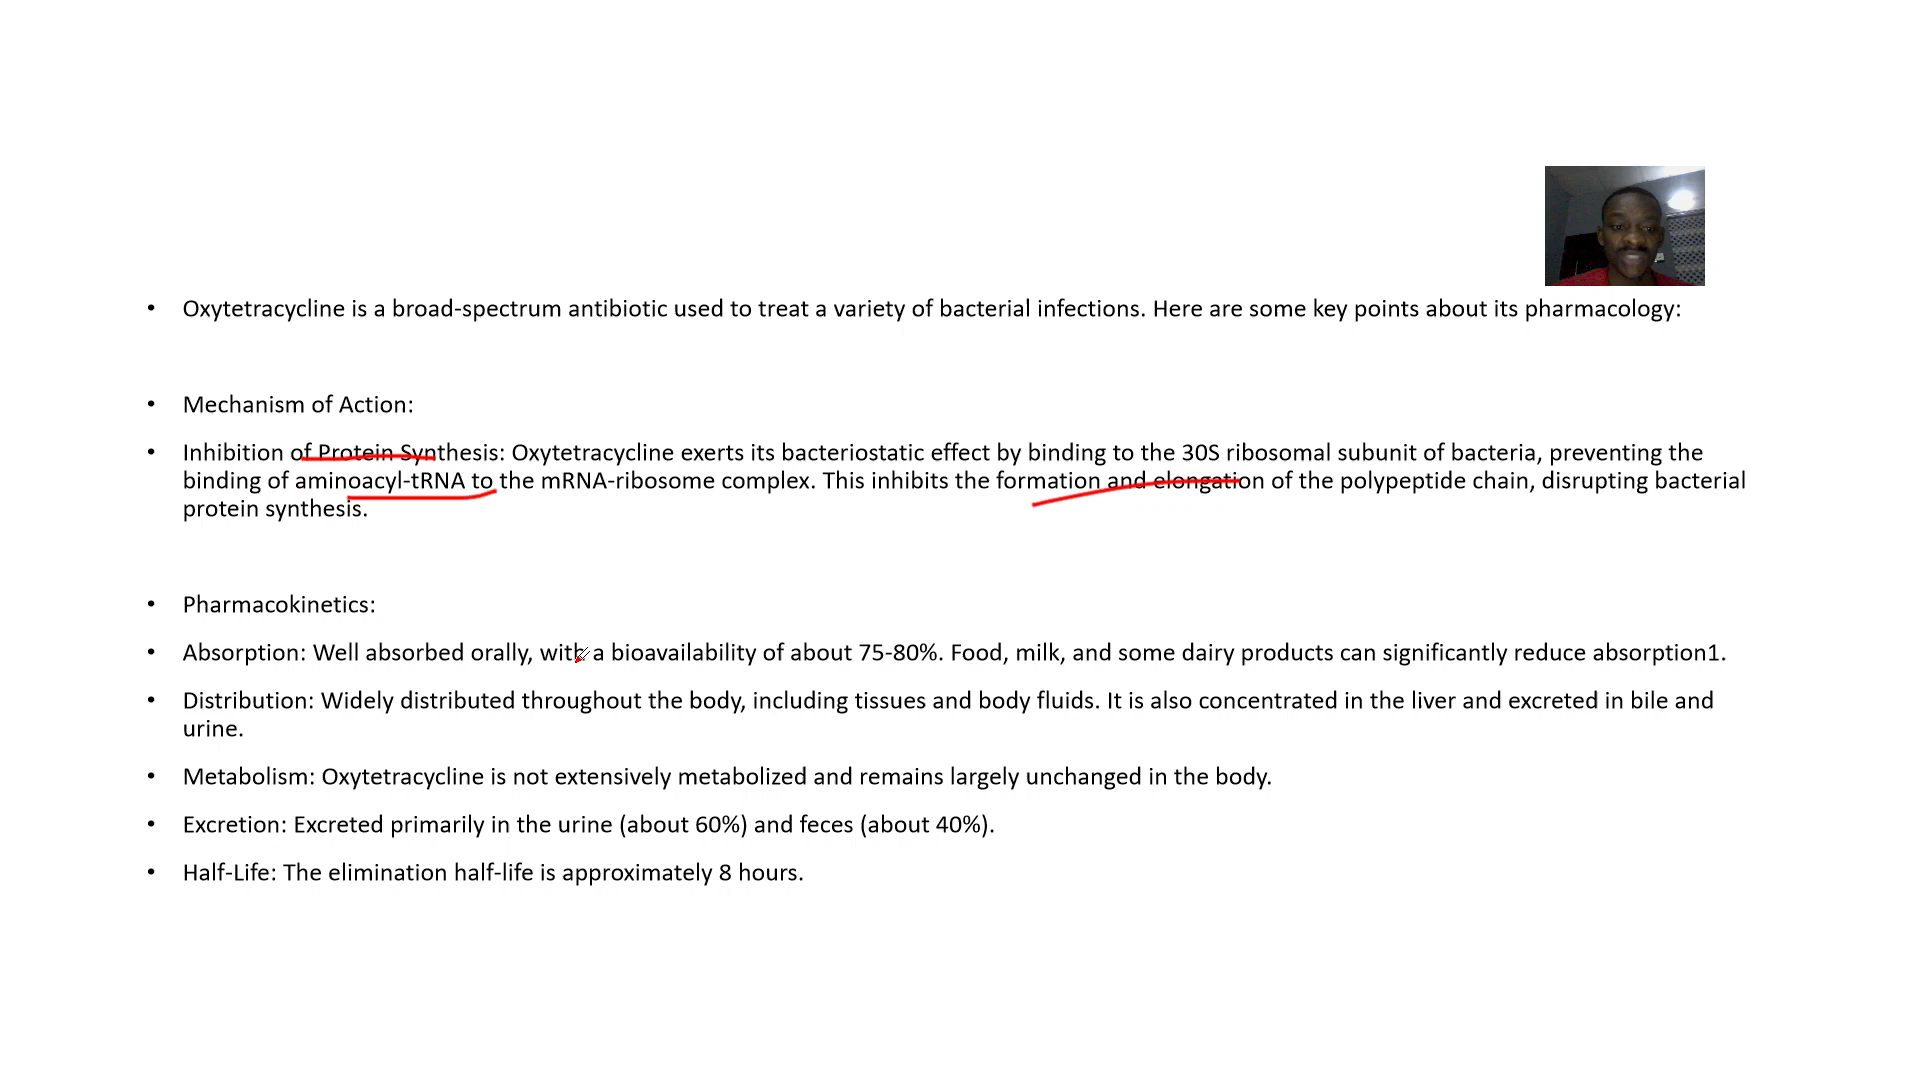 • Oxytetracycline is a broad-spectrum antibiotic used to treat a variety of bacterial infections. Here are some key points about its pharmacology:
• Mechanism of Action:
• Inhibition of Protein Synthesis: Oxytetracycline exerts its bacteriostatic effect by binding to the 30S ribosomal subunit of bacteria, preventing the
binding of aminoacyl-tRNA to the mRNA-ribosome complex. This inhibits the formation and elongation of the polypeptide chain, disrupting bacterial
protein synthesis.
• Pharmacokinetics:
• Absorption: Well absorbed orally, with a bioavailability of about 75-80%. Food, milk, and some dairy products can significantly reduce absorption1.
• Distribution: Widely distributed throughout the body, including tissues and body fluids. It is also concentrated in the liver and excreted in bile and
urine.
• Metabolism: Oxytetracycline is not extensively metabolized and remains largely unchanged in the body.
• Excretion: Excreted primarily in the urine (about 60%) and feces (about 40%).
• Half-Life: The elimination half-life is approximately 8 hours.